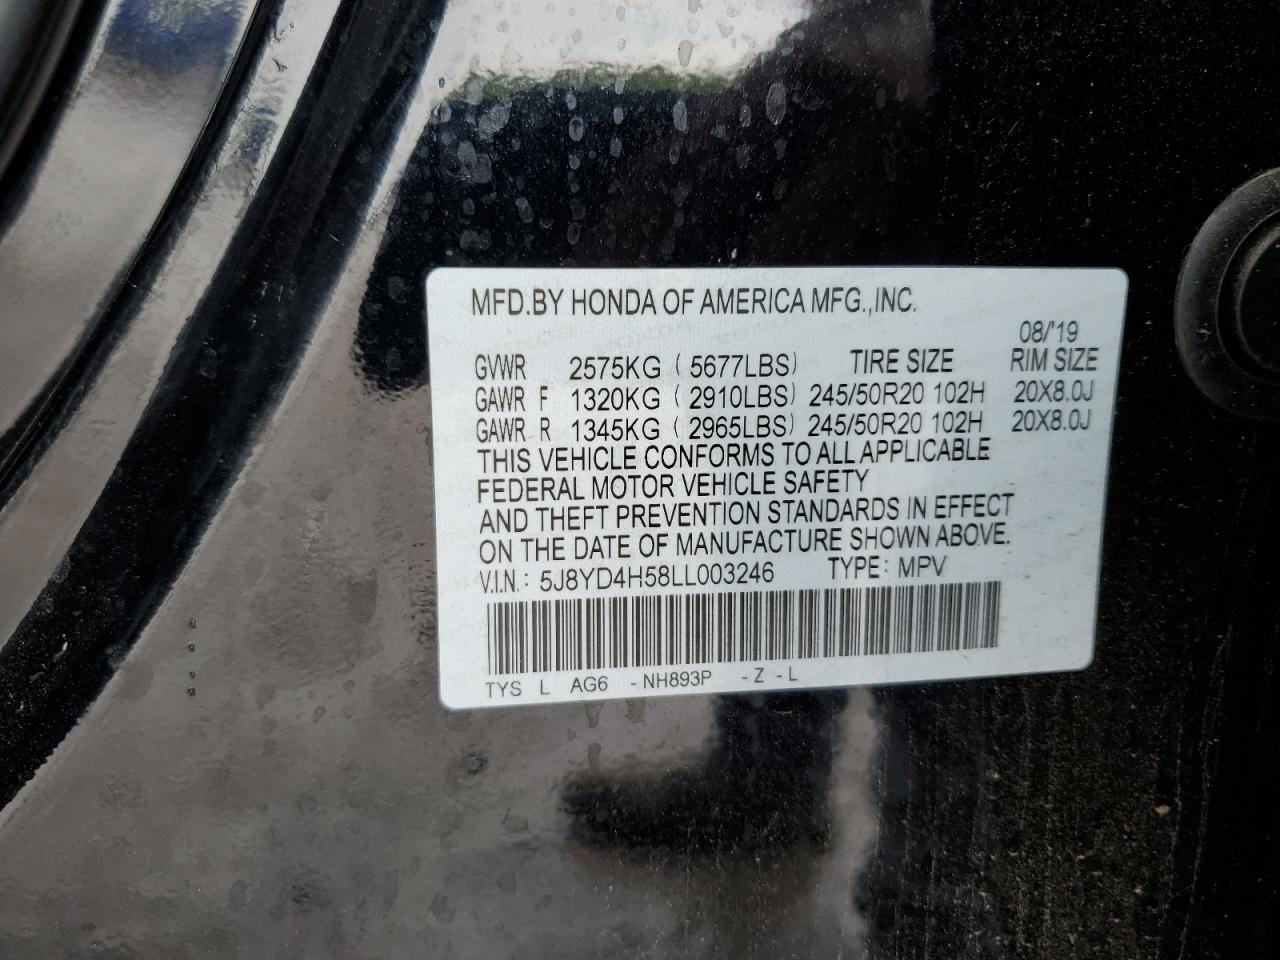 MFD.BY HONDA OF AMERICA MFG.,INC.
08/'19
GVWR 2575KG ( 5677LBS) TIRE SIZE RIM SIZE
GAWR F 1320KG ( 2910LBS) 245/50R20 102H 20X8.0J
GAWR R 1345KG ( 2965LBS) 245/50R20 102H 20X8.0J
THIS VEHICLE CONFORMS TO ALL APPLICABLE
FEDERAL MOTOR VEHICLE SAFETY
AND THEFT PREVENTION STANDARDS IN EFFECT
ON THE DATE OF MANUFACTURE SHOWN ABOVE.
V.I.N.: 5J8YD4H58LL003246 TYPE: MPV
TYS L AG6 - NH893P - Z - L